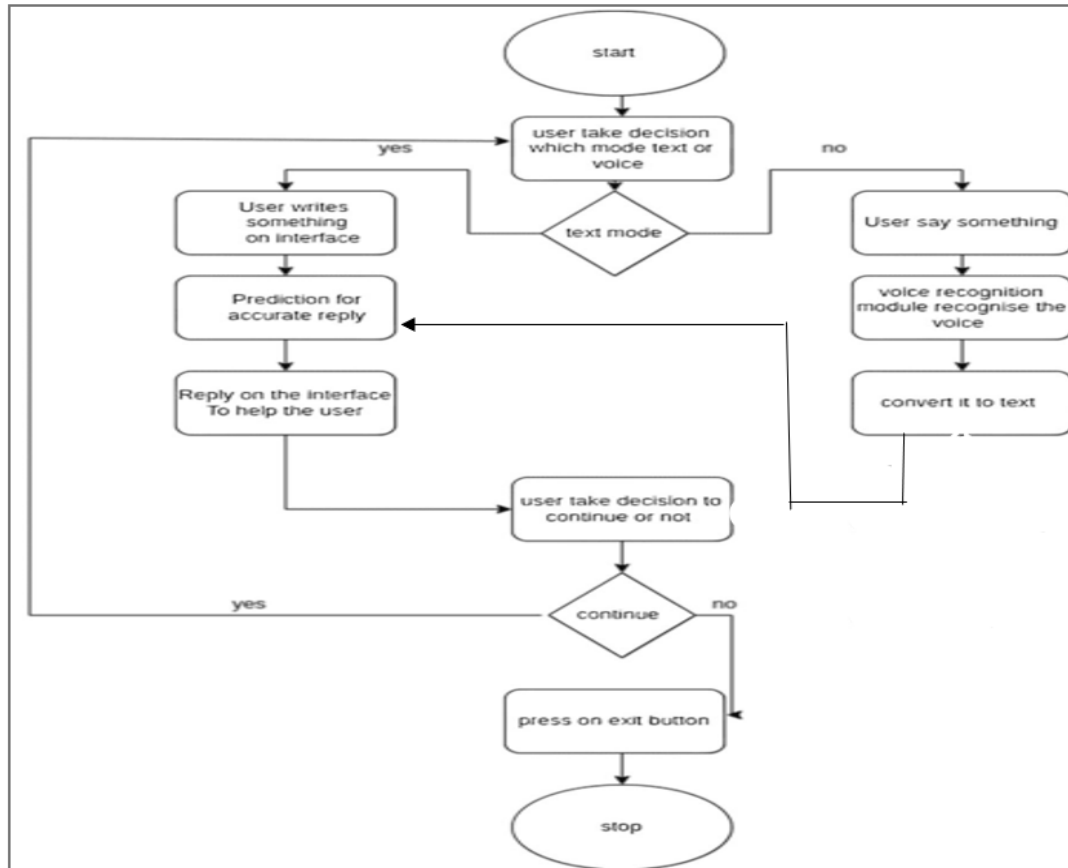 start
user take decision
which mode text or
voice
yes
no
User writes
something
on interface
text mode
User say something
Prediction for
accurate reply
voice recognition
module recognise the
voice
Reply on the interface
To help the user
convert it to text
user take decision to
continue or not
yes
continue
no
press on exit button
stop